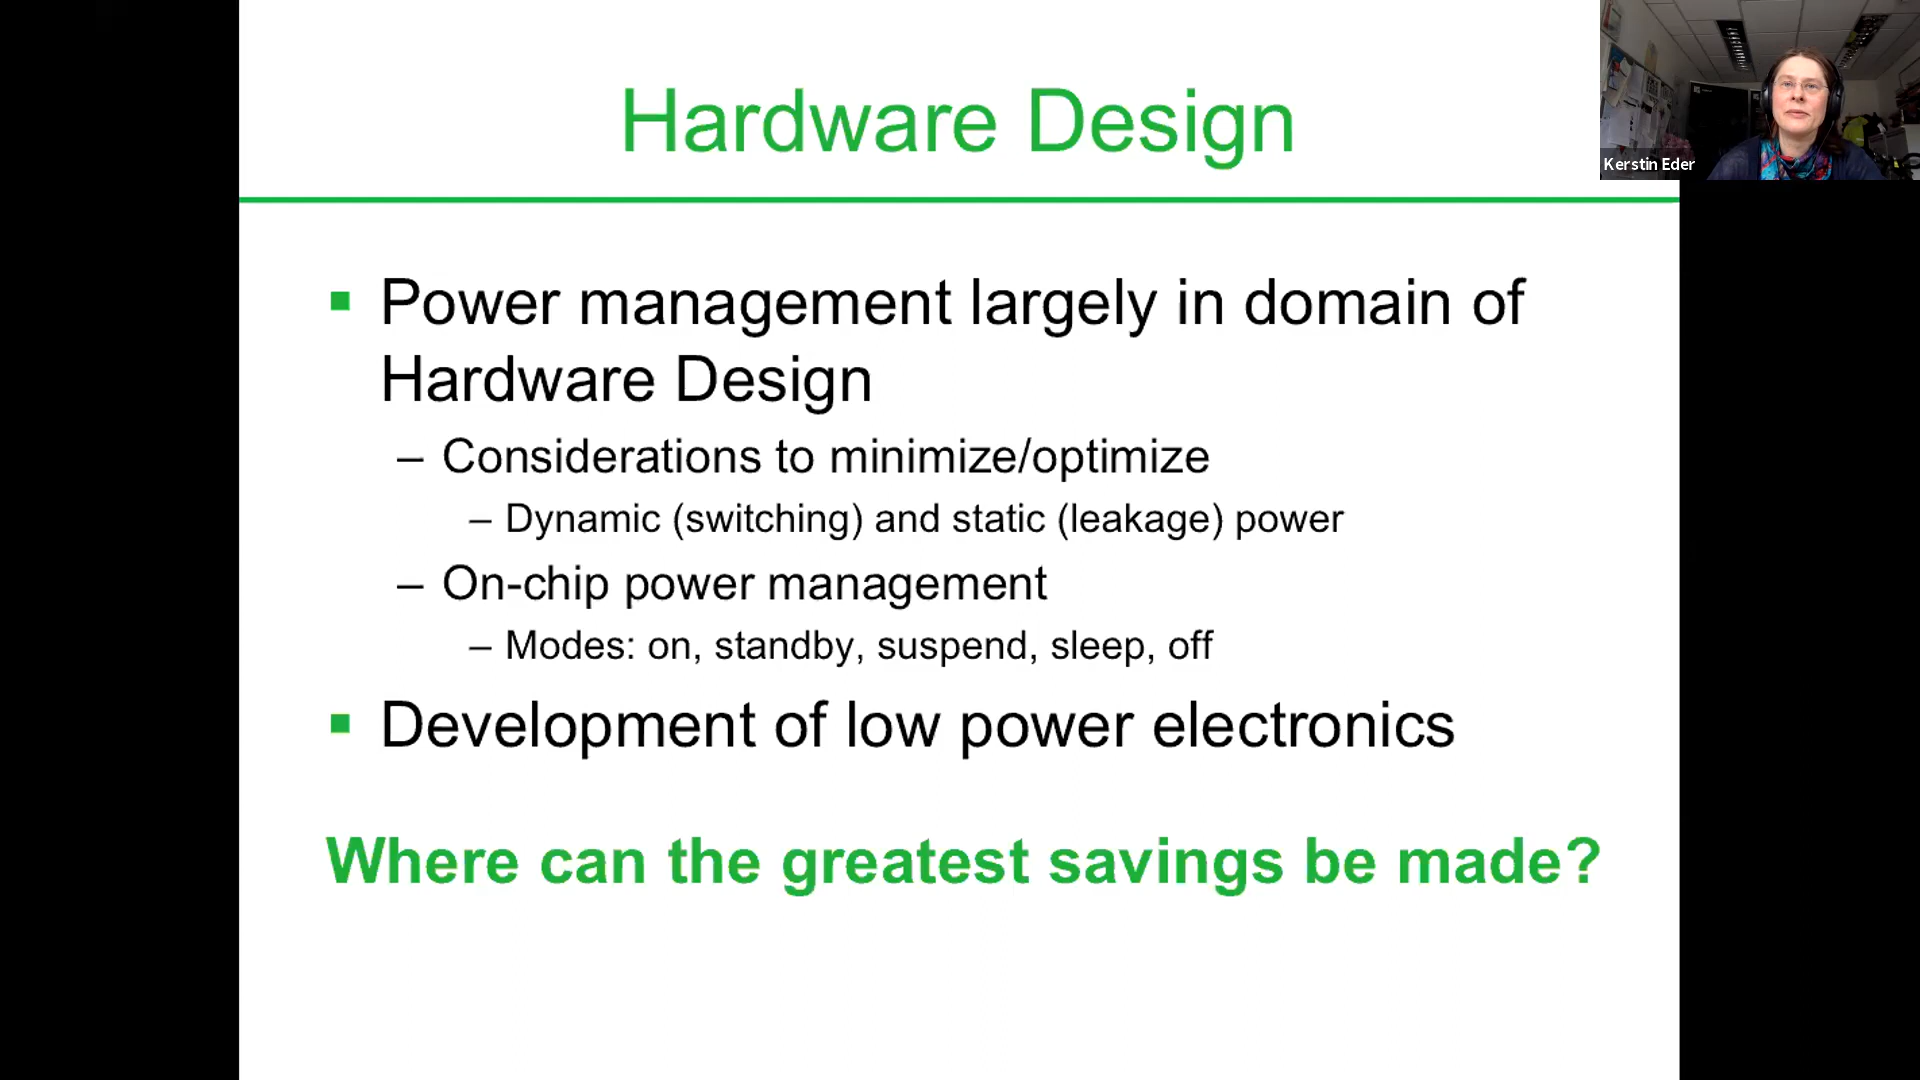 Hardware Design
Kerstin Eder
▪ Power management largely in domain of
Hardware Design
– Considerations to minimize/optimize
– Dynamic (switching) and static (leakage) power
– On-chip power management
– Modes: on, standby, suspend, sleep, off
▪ Development of low power electronics
Where can the greatest savings be made?